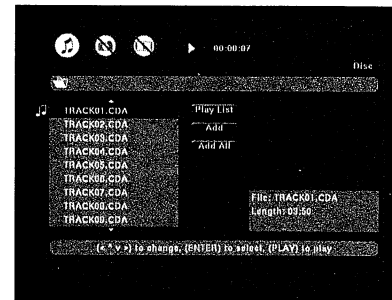 00:00:07
Disc
TRACK01.CDA
TRACK02.CDA
TRACK03.CDA
TRACK04.CDA
TRACK05.CDA
TRACK06.CDA
TRACK07.CDA
TRACK08.CDA
TRACK09.CDA
Play List
Add
Add All
File: TRACK01.CDA
Length: 03:50
(< ^ v >) to change, (ENTER) to select, (PLAY) to play